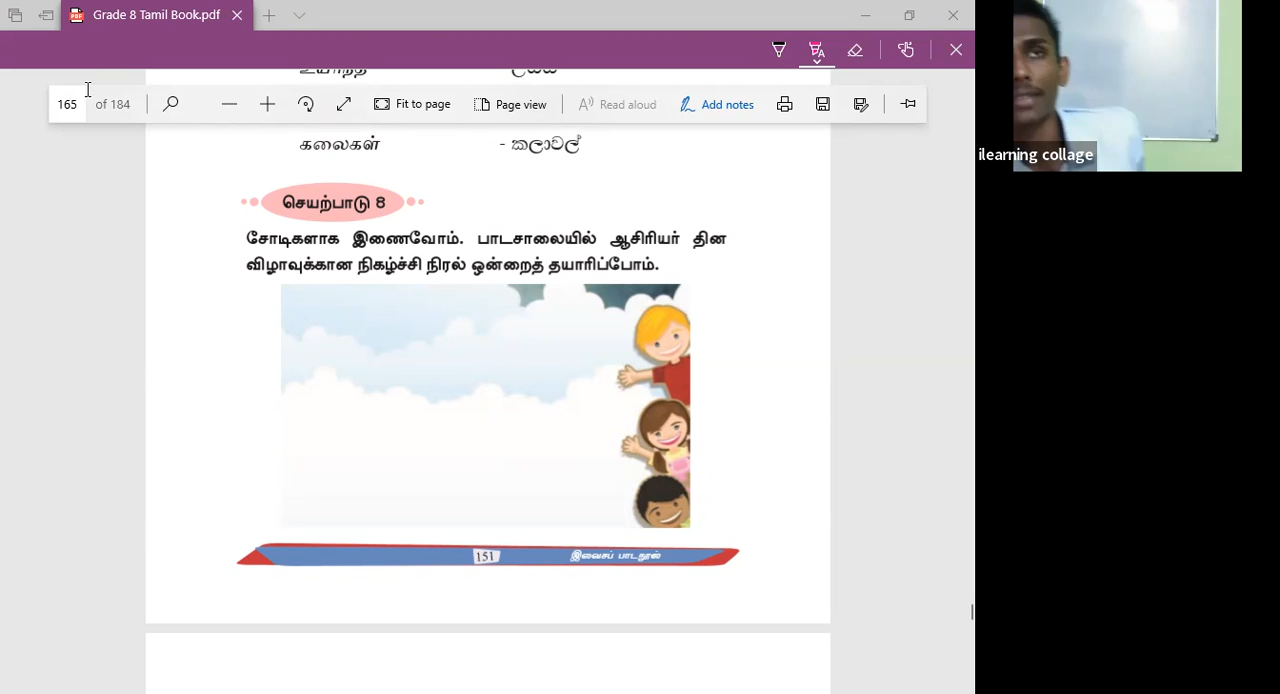 Grade 8 Tamil Book.pdf
165 of 184 Fit to page Page view Read aloud Add notes
கலைகள் - කලාවල්
செயற்பாடு 8
சோடிகளாக இணைவோம். பாடசாலையில் ஆசிரியர் தின
விழாவுக்கான நிகழ்ச்சி நிரல் ஒன்றைத் தயாரிப்போம்.
151 இலவசப் பாடநூல்
ilearning collage